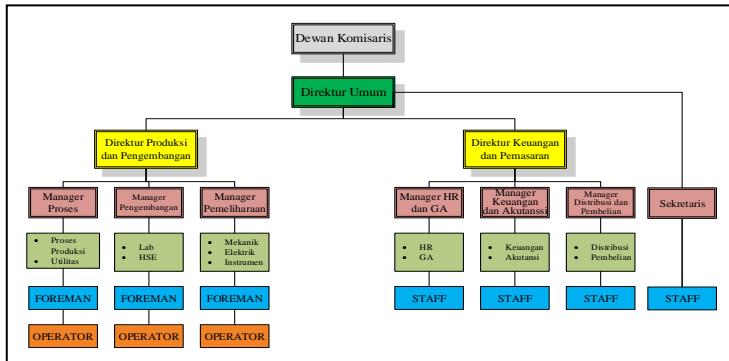 Dewan Komisaris
Direktur Umum
Direktur Produksi
dan Pengembangan
Direktur Keuangan
dan Pemasaran
Manager
Proses
Manager
Pengembangan
Manager
Pemeliharaan
Manager HR
dan GA
Manager
Keuangan
dan Akutanssi
Manager
Distribusi dan
Pembelian
Sekretaris
• Proses
Produksi
• Utilitas
• Lab
• HSE
• Mekanik
• Elektrik
• Instrumen
• HR
• GA
• Keuangan
• Akutansi
• Distribusi
• Pembelian
FOREMAN
FOREMAN
FOREMAN
STAFF
STAFF
STAFF
STAFF
OPERATOR
OPERATOR
OPERATOR